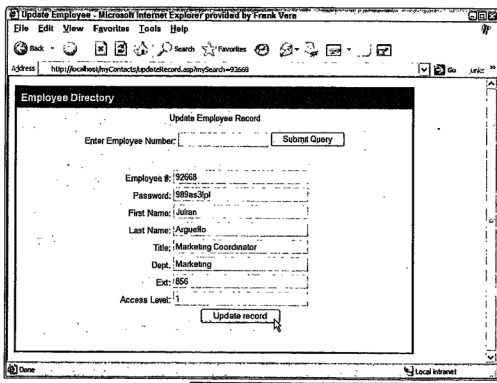 Update Employee - Microsoft Internet Explorer provided by Frank Vere
File Edit View Favorites Tools Help
Back Search Favorites
Address http://localhost/myContacts/updateRecord.asp?mySearch=92668 Go
Employee Directory
Update Employee Record
Enter Employee Number: Submit Query
Employee #: 92668
Password: 989as3lpl
First Name: Julran
Last Name: Arguello
Title: Marketing Coordinator
Dept. Marketing
Ext: 856
Access Level: 1
Update record
Done Local intranet